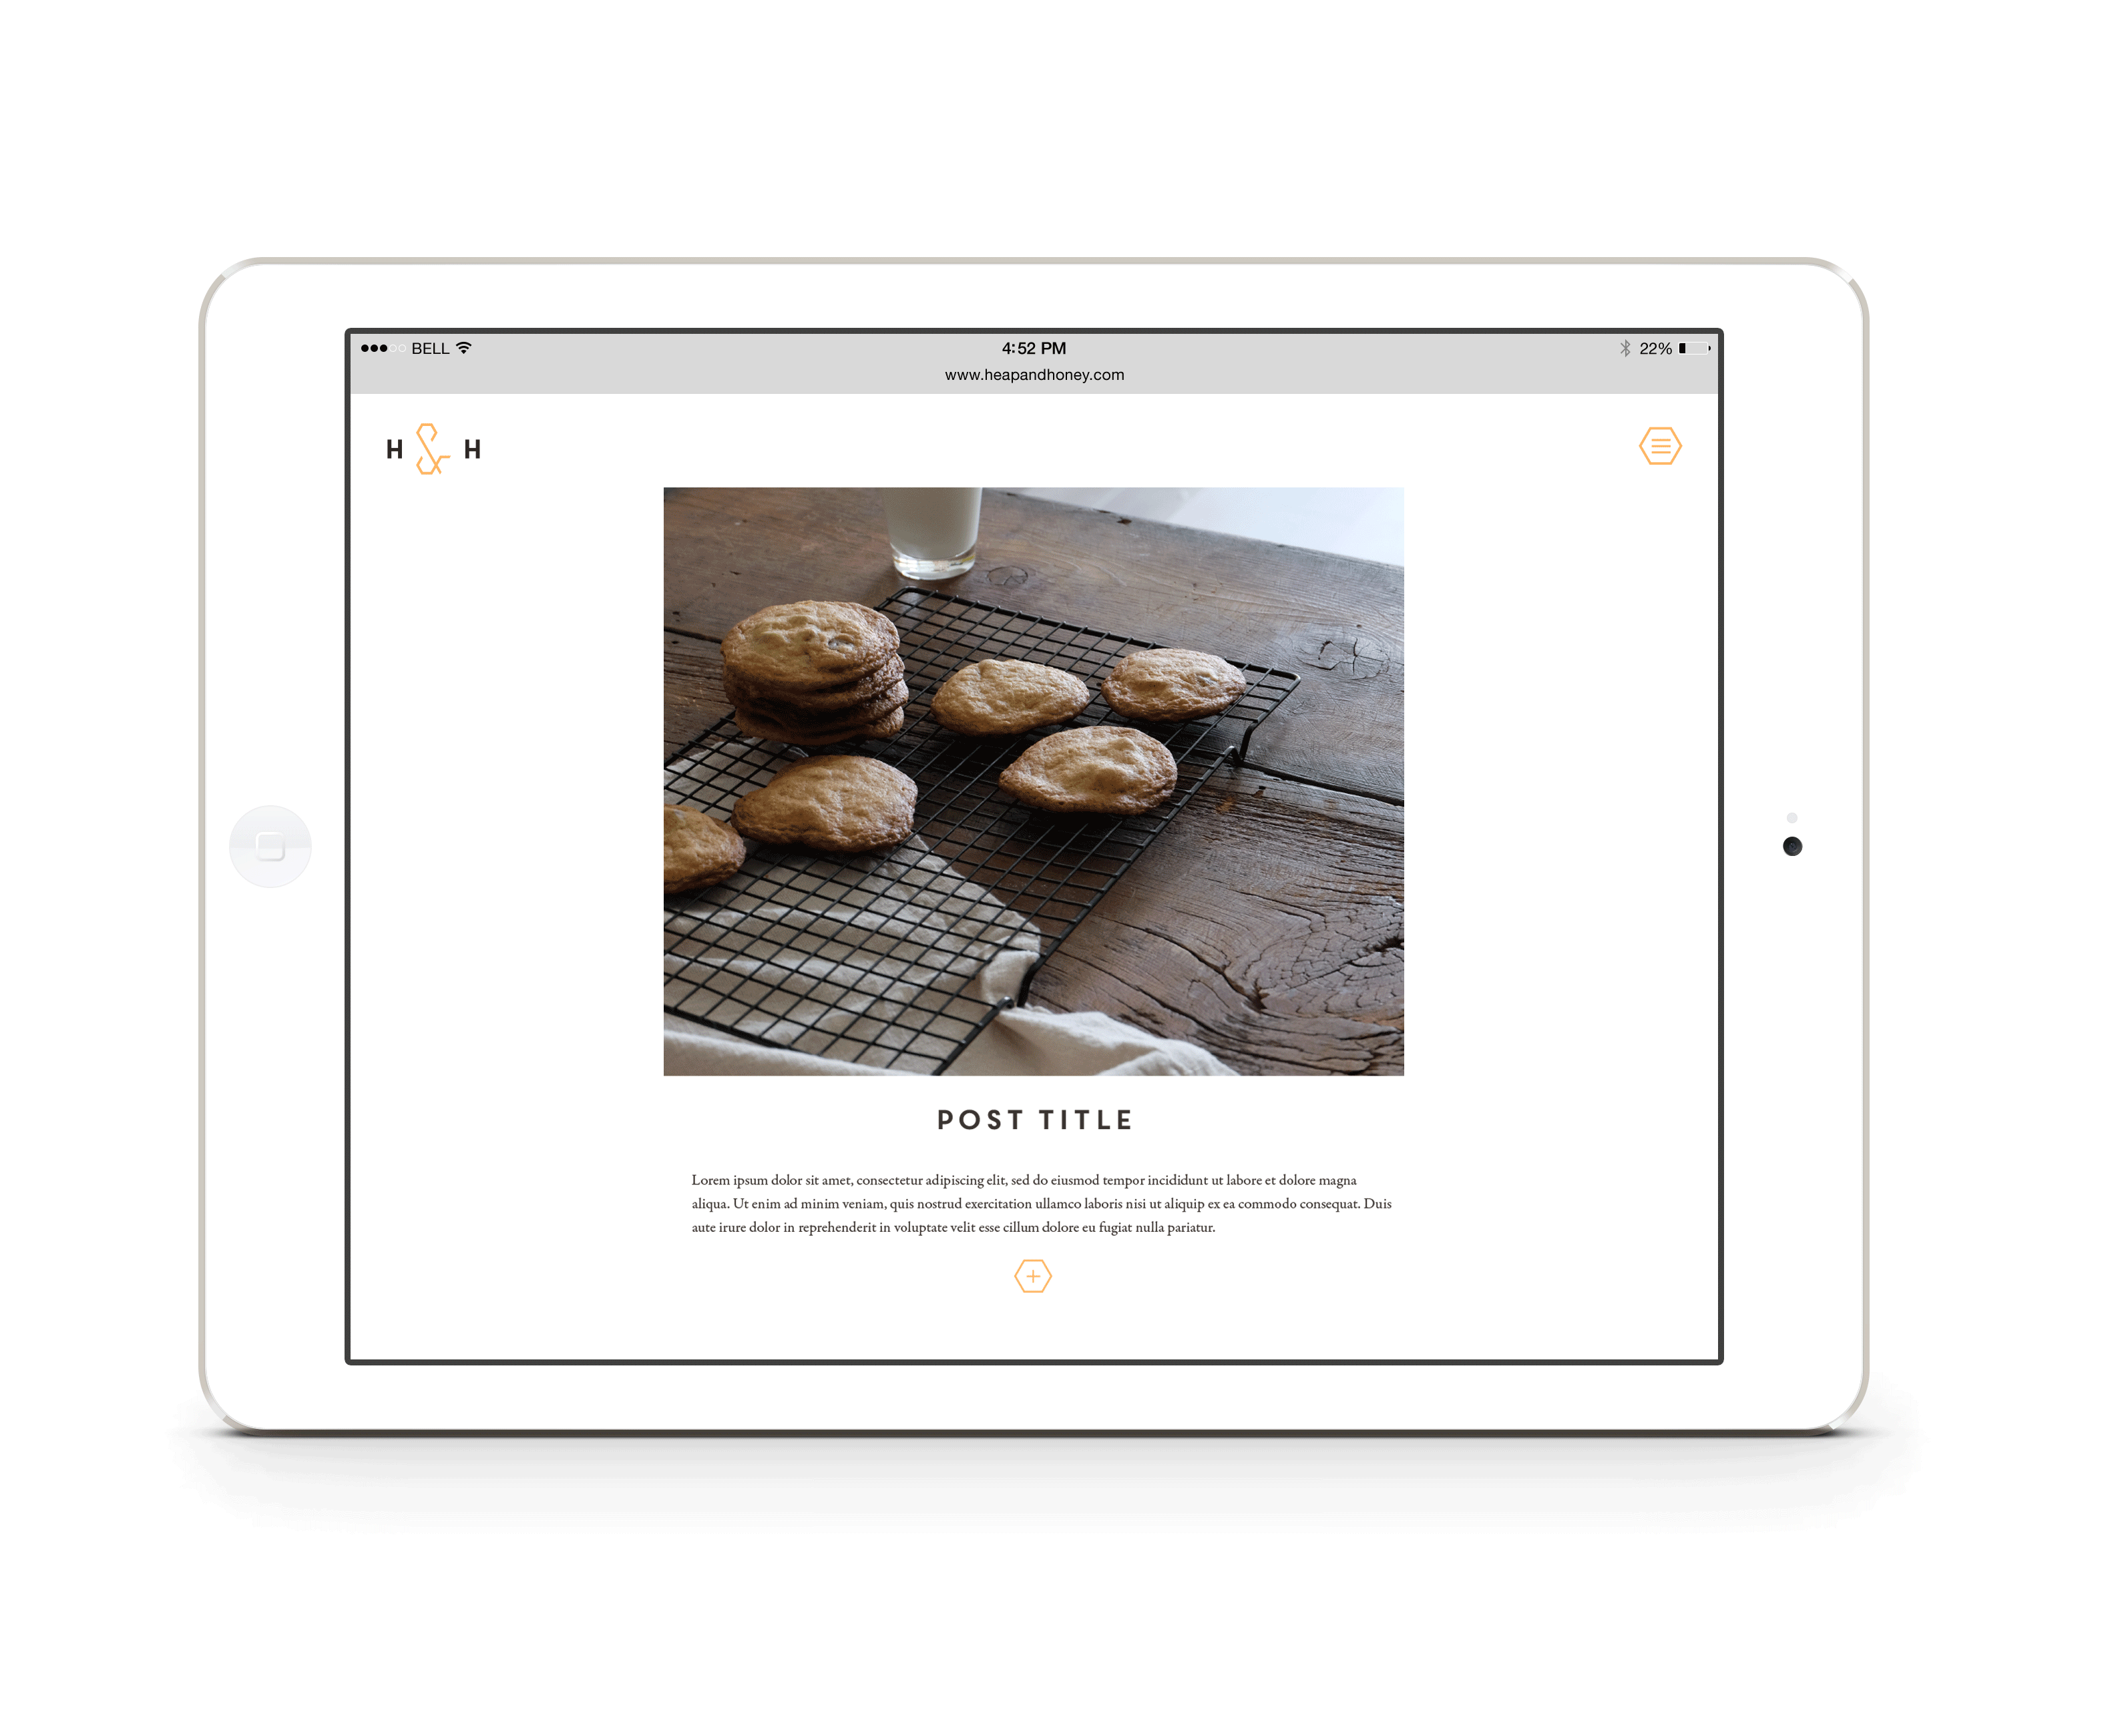 BELL 4:52 PM 22%
www.heapandhoney.com
H & H
POST TITLE
Lorem ipsum dolor sit amet, consectetur adipiscing elit, sed do eiusmod tempor incididunt ut labore et dolore magna
aliqua. Ut enim ad minim veniam, quis nostrud exercitation ullamco laboris nisi ut aliquip ex ea commodo consequat. Duis
aute irure dolor in reprehenderit in voluptate velit esse cillum dolore eu fugiat nulla pariatur.